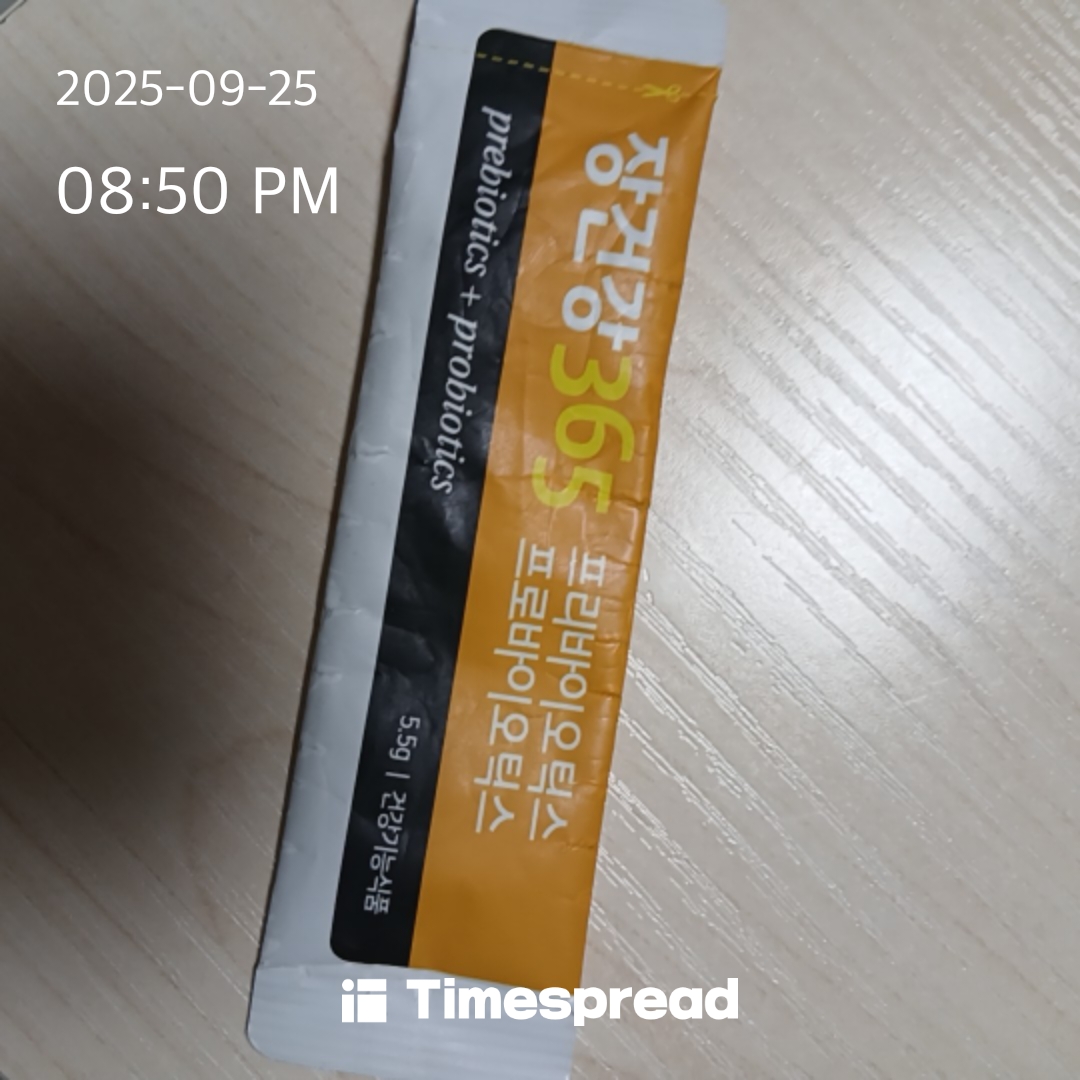 2025-09-25
08:50 PM
장건강365
프리바이오틱스
프로바이오틱스
prebiotics + probiotics
5.5g | 건강기능식품
Timespread